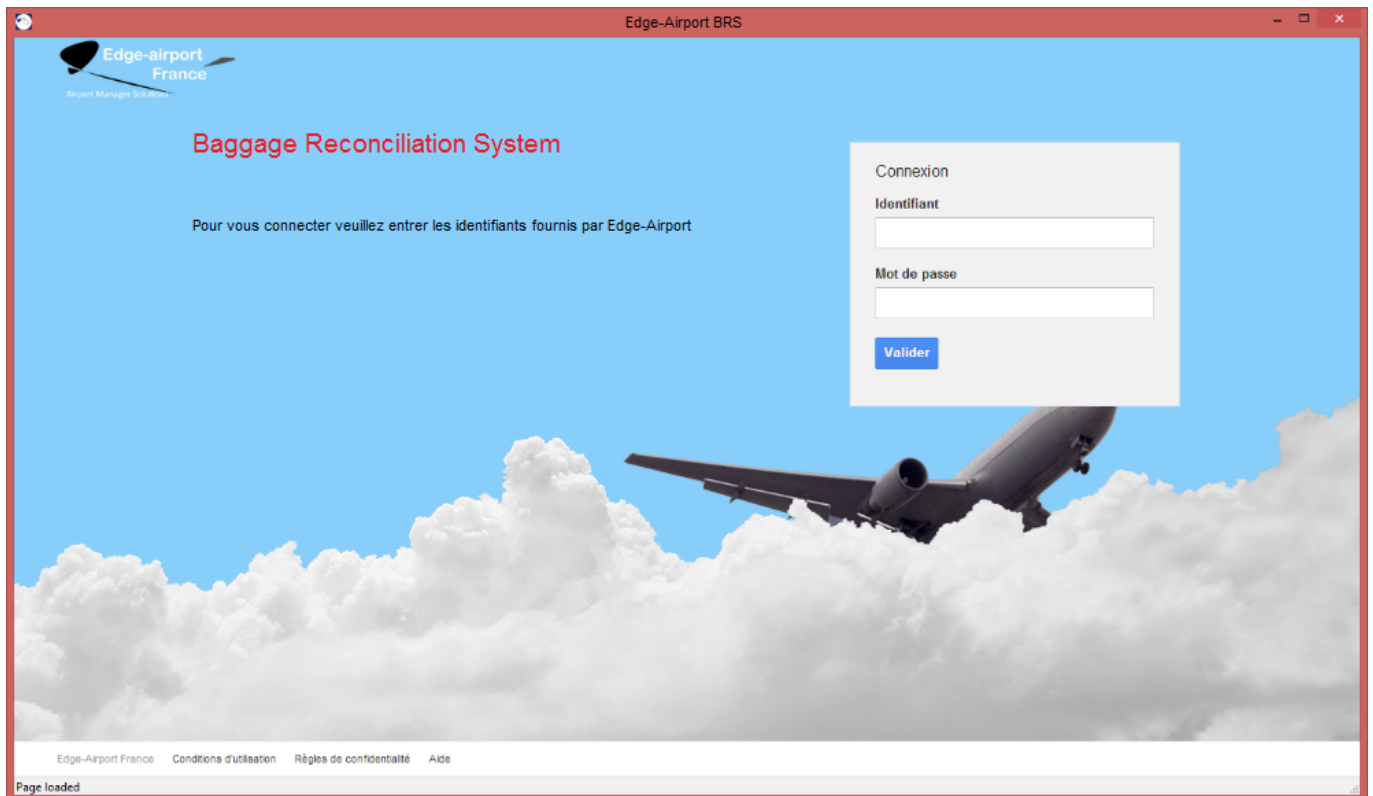 Edge-Airport BRS
Edge-airport
France
Airport Manager Solutions
Baggage Reconciliation System
Pour vous connecter veuillez entrer les identifiants fournis par Edge-Airport
Connexion
Identifiant
Mot de passe
Valider
Edge-Airport France Conditions d'utilisation Règles de confidentialité Aide
Page loaded